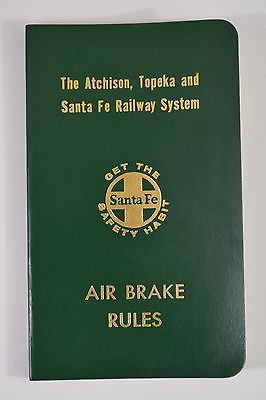 The Atchison, Topeka and
Santa Fe Railway System
GET THE
Santa Fe
SAFETY HABIT
AIR BRAKE
RULES